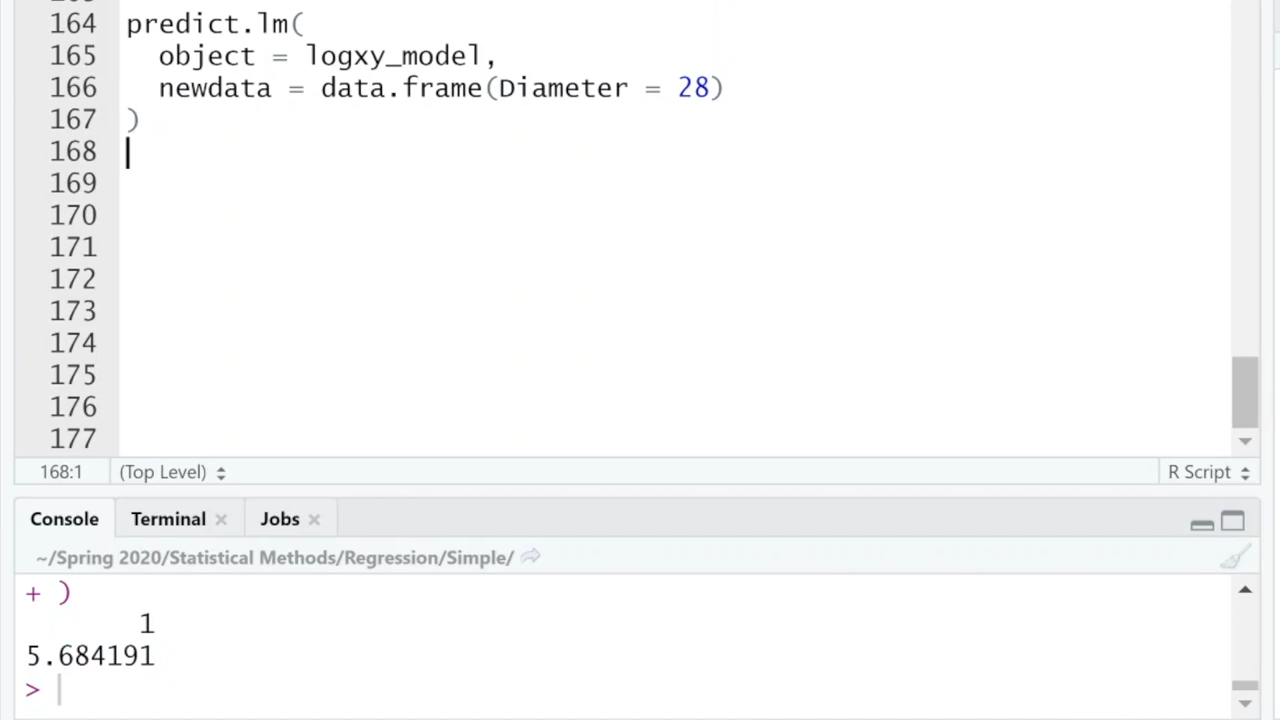 164 predict.lm(
165   object = logxy_model,
166   newdata = data.frame(Diameter = 28)
167 )
168
169
170
171
172
173
174
175
176
177
168:1 (Top Level) R Script
Console Terminal Jobs
~/Spring 2020/Statistical Methods/Regression/Simple/
+ )
1
5.684191
>